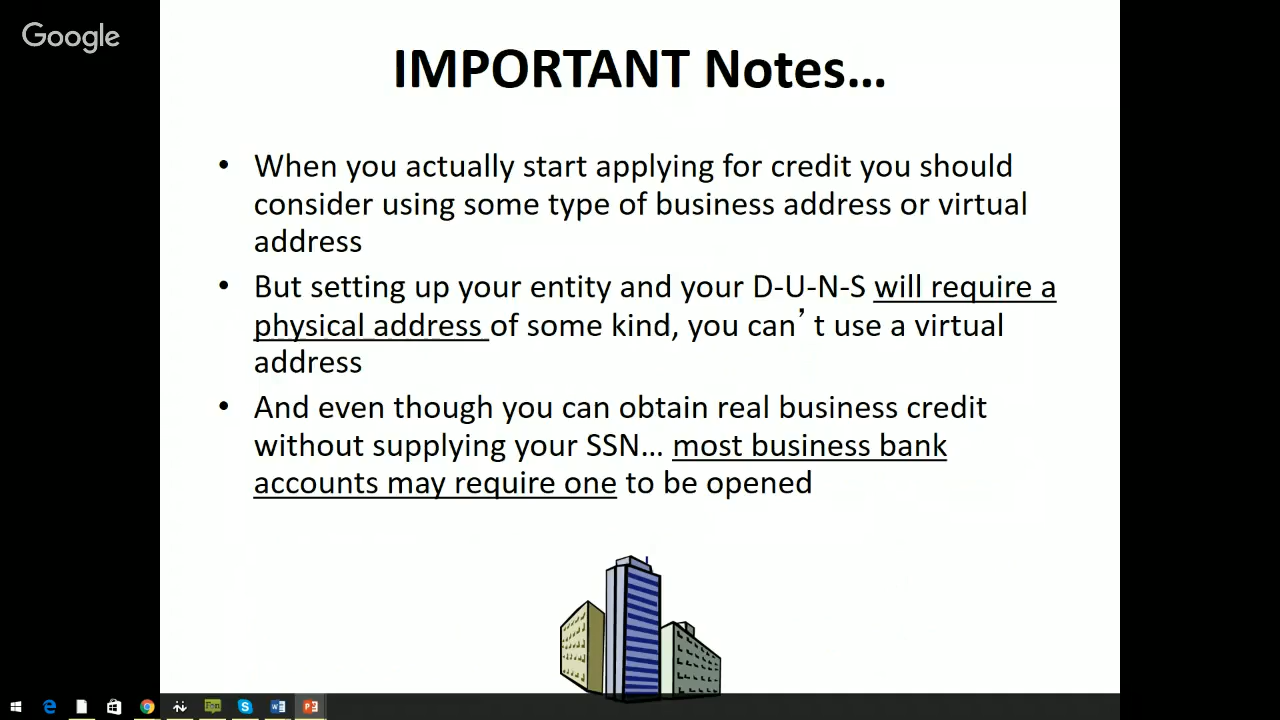 Google
IMPORTANT Notes…
• When you actually start applying for credit you should
consider using some type of business address or virtual
address
• But setting up your entity and your D-U-N-S will require a
physical address of some kind, you can’t use a virtual
address
• And even though you can obtain real business credit
without supplying your SSN… most business bank
accounts may require one to be opened